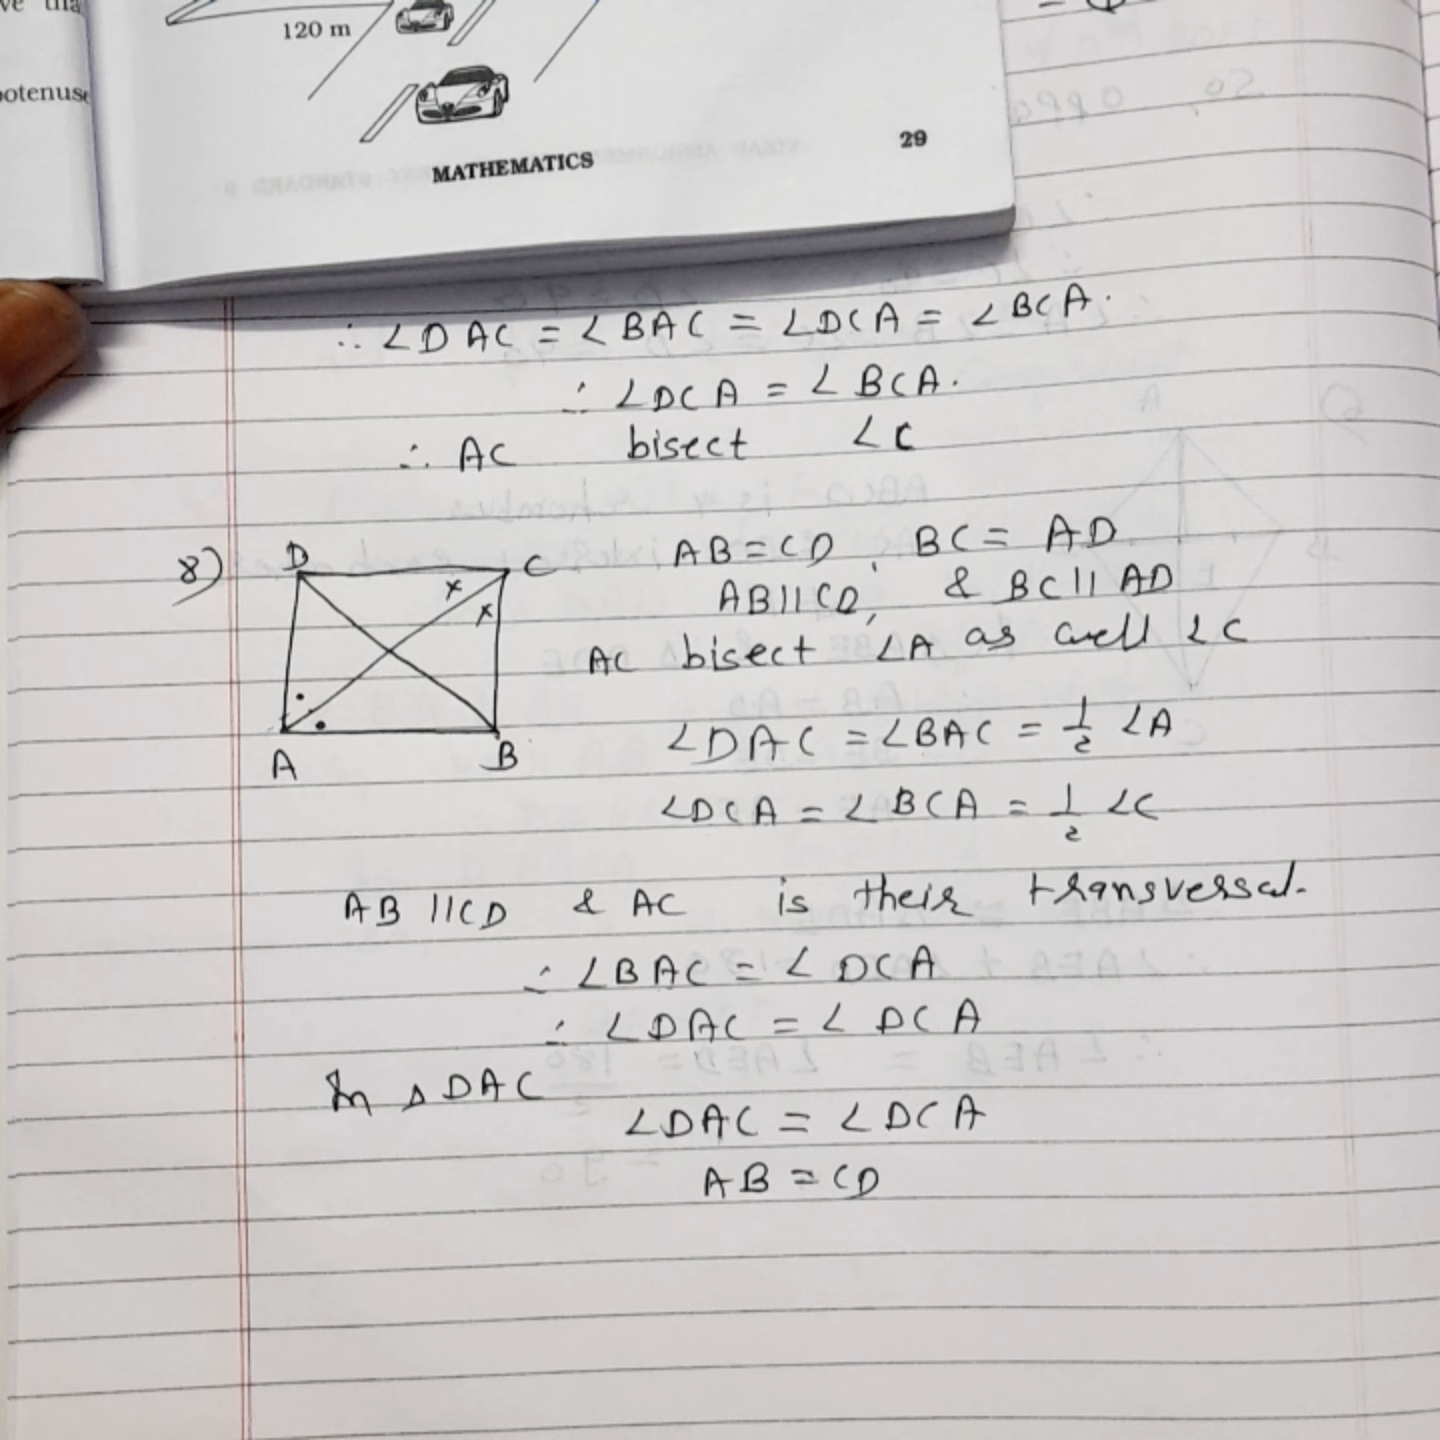 120 m
otenuse
29
MATHEMATICS
∴ ∠DAC = ∠BAC = ∠DCA = ∠BCA.
∴ ∠DCA = ∠BCA.
∴ AC bisect ∠C
8)
D C
A B
AB = CD, BC = AD
AB || CD, & BC || AD
AC bisect ∠A as well ∠C
∠DAC = ∠BAC = 1/2 ∠A
∠DCA = ∠BCA = 1/2 ∠C
AB || CD & AC is their transversal.
∴ ∠BAC = ∠DCA
∴ ∠DAC = ∠DCA
In △DAC
∠DAC = ∠DCA
AB = CD